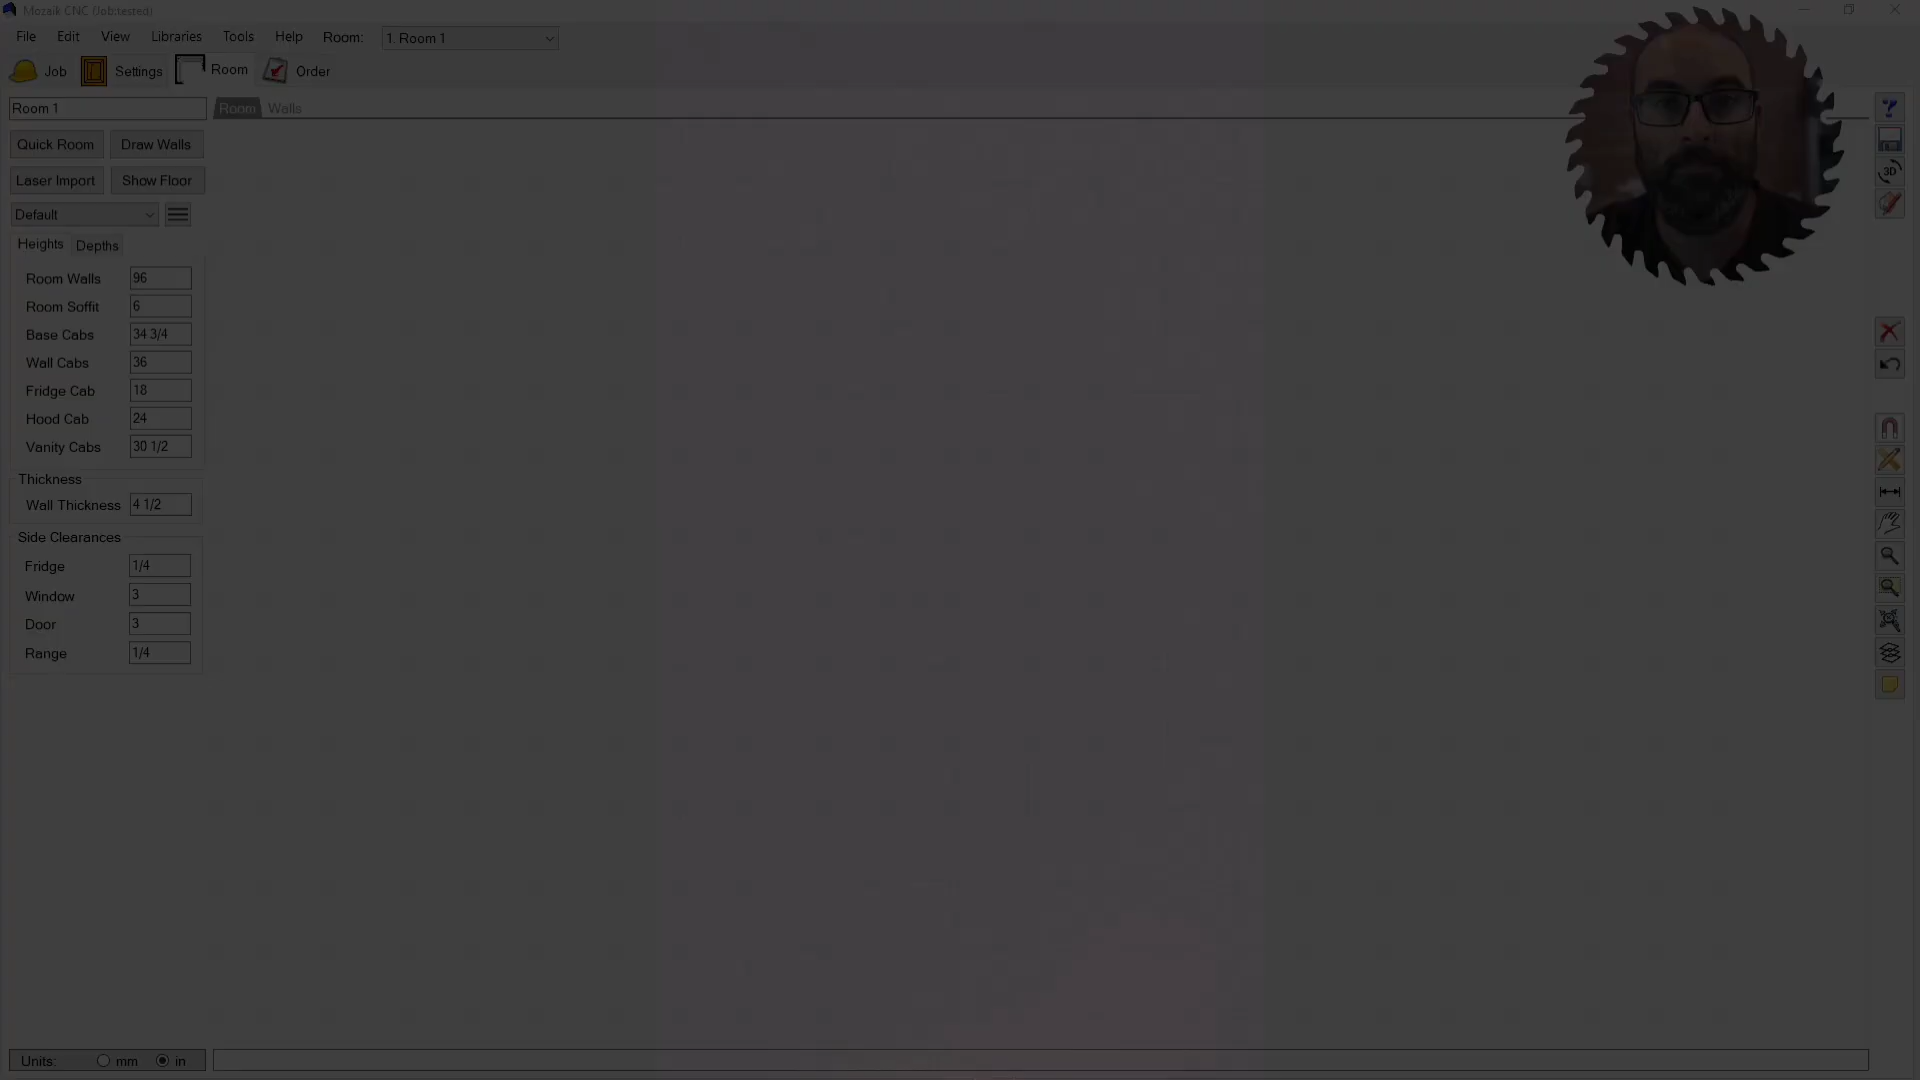 Mozaik CNC (Job:tested)
File Edit View Libraries Tools Help Room: 1. Room 1
Job Settings Room Order
Room 1
Room Walls
Quick Room Draw Walls
Laser Import Show Floor
Default
Heights Depths
Room Walls 96
Room Soffit 6
Base Cabs 34 3/4
Wall Cabs 36
Fridge Cab 18
Hood Cab 24
Vanity Cabs 30 1/2
Thickness
Wall Thickness 4 1/2
Side Clearances
Fridge 1/4
Window 3
Door 3
Range 1/4
Units: mm in
?
3D